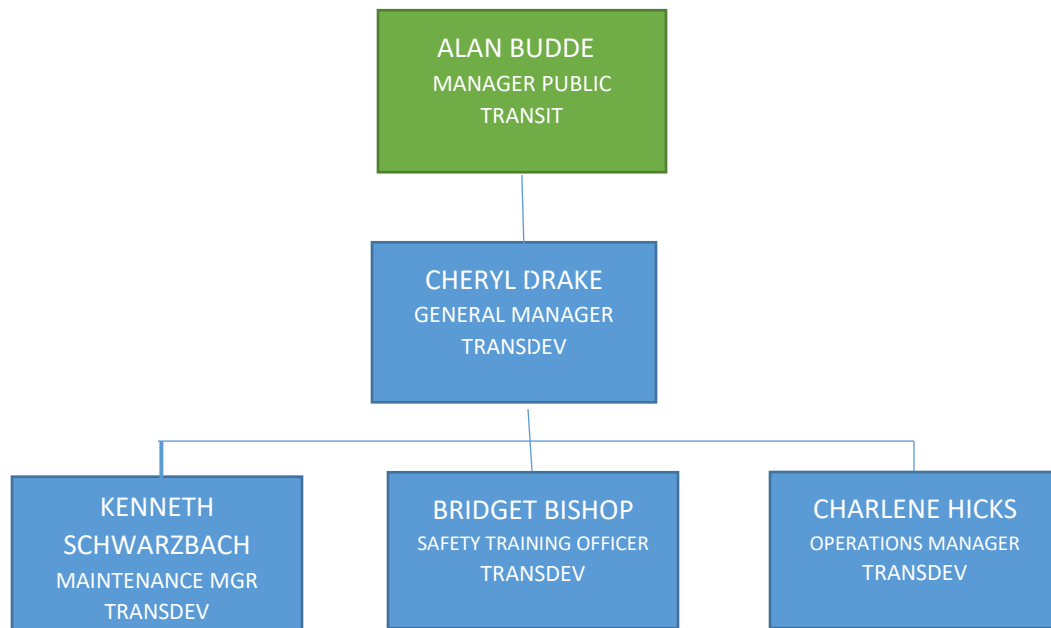 ALAN BUDDE
MANAGER PUBLIC
TRANSIT
CHERYL DRAKE
GENERAL MANAGER
TRANSDEV
KENNETH
SCHWARZBACH
MAINTENANCE MGR
TRANSDEV
BRIDGET BISHOP
SAFETY TRAINING OFFICER
TRANSDEV
CHARLENE HICKS
OPERATIONS MANAGER
TRANSDEV